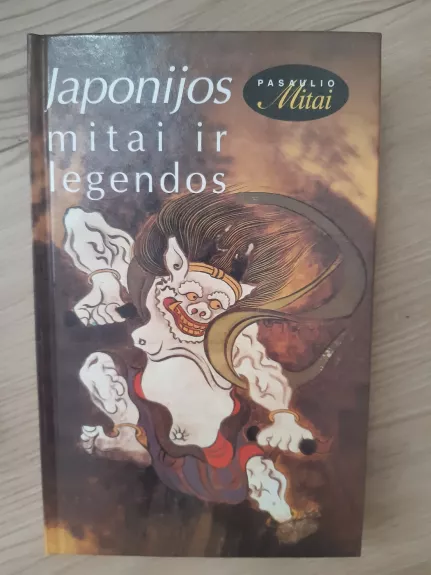 Japonijos
mitai ir
legendos
PASAULIO
Mitai